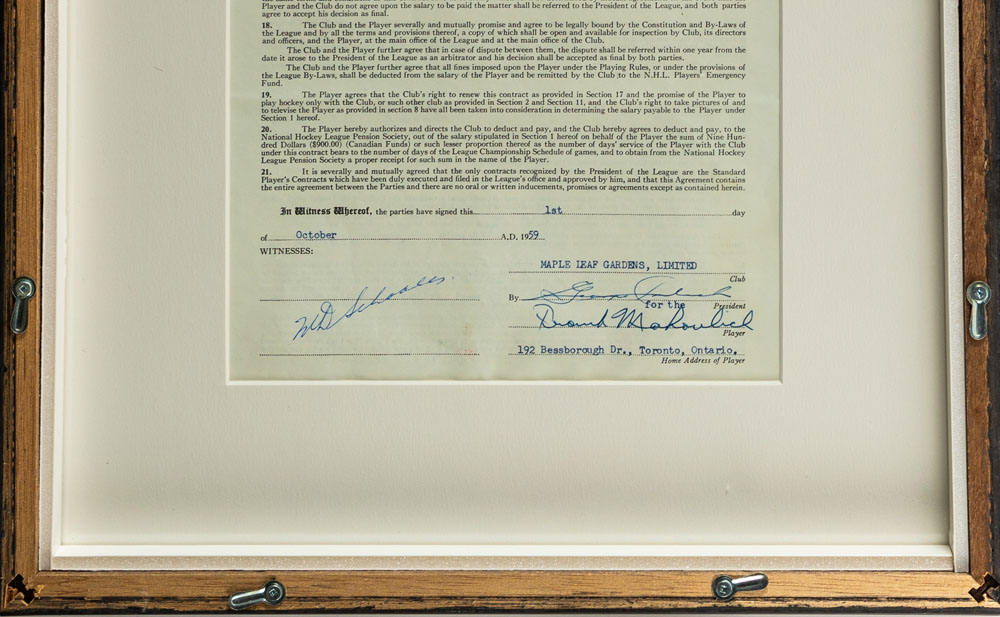 Player and the Club do not agree upon the salary to be paid the matter shall be referred to the President of the League, and both parties
agree to accept his decision as final.
18. The Club and the Player severally and mutually promise and agree to be legally bound by the Constitution and By-Laws of
the League and by all the terms and provisions thereof, a copy of which shall be open and available for inspection by Club, its directors
and officers, and the Player, at the main office of the League and at the main office of the Club,
The Club and the Player further agree that in case of dispute between them, the dispute shall be referred within one year from the
date it arose to the President of the League as an arbitrator and his decision shall be accepted as final by both parties.
The Club and the Player further agree that all fines imposed upon the Player under the Playing Rules, or under the provisions of
the League By-Laws, shall be deducted from the salary of the Player and be remitted by the Club to the N.H.L. Players' Emergency
Fund.
19. The Player agrees that the Club's right to renew this contract as provided in Section 17 and the promise of the Player to
play hockey only with the Club, or such other club as provided in Section 2 and Section 11, and the Club's right to take pictures of and
to televise the Player as provided in section 8 have all been taken into consideration in determining the salary payable to the Player under
Section 1 hereof.
20. The Player hereby authorizes and directs the Club to deduct and pay, and the Club hereby agrees to deduct and pay, to the
National Hockey League Pension Society, out of the salary stipulated in Section 1 hereof on behalf of the Player the sum of Nine Hun-
dred Dollars ($900.00) (Canadian Funds) or such lesser proportion thereof as the number of days' service of the Player with the Club
under this contract bears to the number of days of the League Championship Schedule of games, and to obtain from the National Hockey
League Pension Society a proper receipt for such sum in the name of the Player.
21. It is severally and mutually agreed that the only contracts recognized by the President of the League are the Standard
Player's Contracts which have been duly executed and filed in the League's office and approved by him, and that this Agreement contains
the entire agreement between the Parties and there are no oral or written inducements, promises or agreements except as contained herein.
In Witness Whereof, the parties have signed this 1st day
of October A.D. 1959
WITNESSES:
MAPLE LEAF GARDENS, LIMITED
Club
By
for the President
Frank Mahovlich
Player
192 Bessborough Dr., Toronto, Ontario.
Home Address of Player